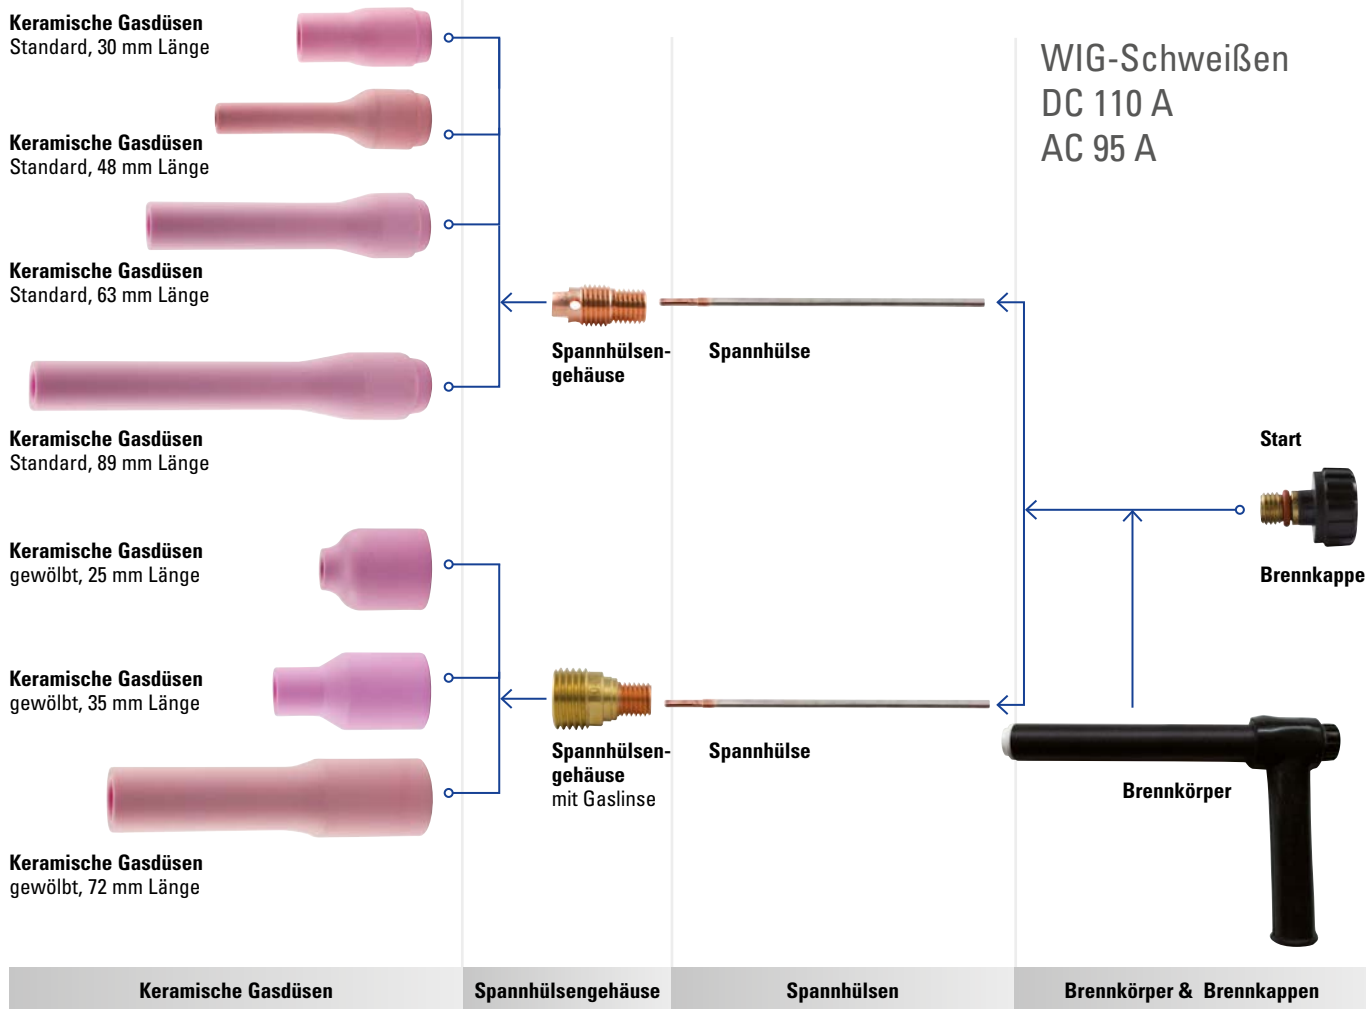 Keramische Gasdüsen
Standard, 30 mm Länge
Keramische Gasdüsen
Standard, 48 mm Länge
Keramische Gasdüsen
Standard, 63 mm Länge
Keramische Gasdüsen
Standard, 89 mm Länge
Keramische Gasdüsen
gewölbt, 25 mm Länge
Keramische Gasdüsen
gewölbt, 35 mm Länge
Keramische Gasdüsen
gewölbt, 72 mm Länge
Spannhülsen-
gehäuse
Spannhülse
Spannhülsen-
gehäuse
mit Gaslinse
Spannhülse
WIG-Schweißen
DC 110 A
AC 95 A
Start
Brennkappe
Brennkörper
Keramische Gasdüsen
Spannhülsengehäuse
Spannhülsen
Brennkörper & Brennkappen